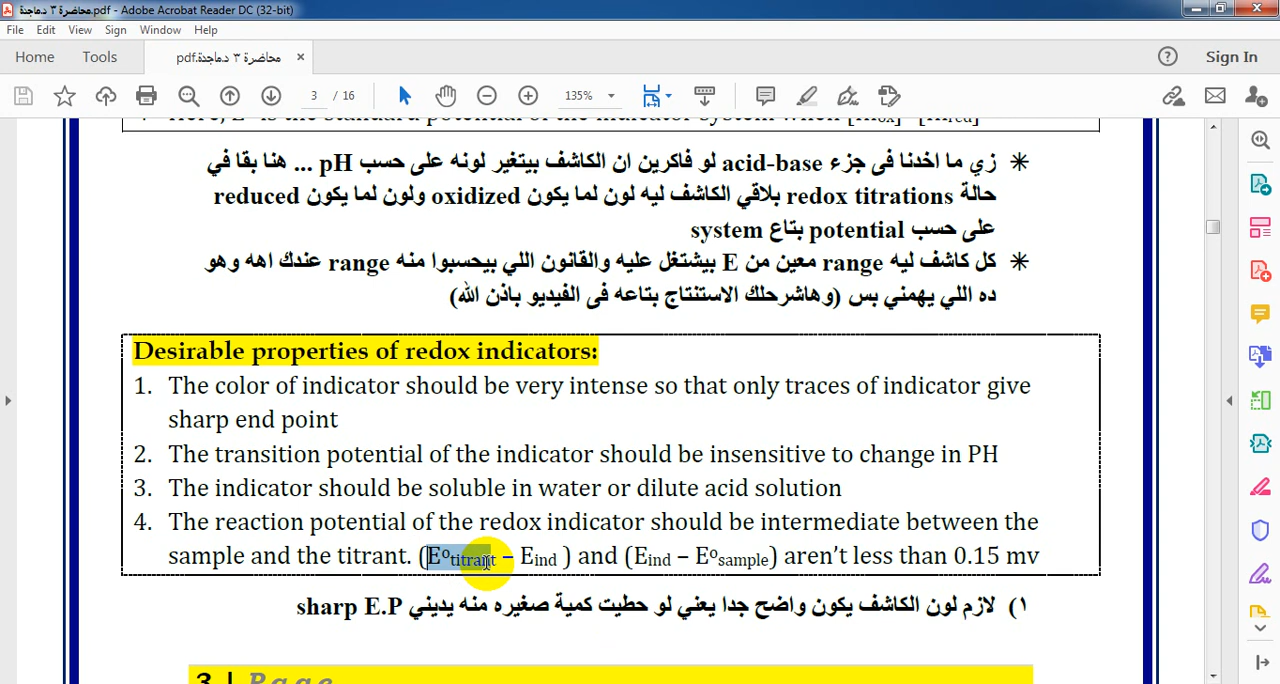 محاضرة ٣ د.ماجدة.pdf - Adobe Acrobat Reader DC (32-bit)
File Edit View Sign Window Help
Home Tools محاضرة ٣ د.ماجدة.pdf × ? Sign In
3 / 16 135%
* زي ما اخدنا فى جزء acid-base لو فاكرين ان الكاشف بيتغير لونه على حسب pH ... هنا بقا في
حالة redox titrations بلاقي الكاشف ليه لون لما يكون oxidized ولون لما يكون reduced
على حسب potential بتاع system
* كل كاشف ليه range معين من E بيشتغل عليه والقانون اللي بيحسبوا منه range عندك اهه وهو
ده اللي يهمني بس (وهاشرحلك الاستنتاج بتاعه فى الفيديو باذن الله)
Desirable properties of redox indicators:
1. The color of indicator should be very intense so that only traces of indicator give
sharp end point
2. The transition potential of the indicator should be insensitive to change in PH
3. The indicator should be soluble in water or dilute acid solution
4. The reaction potential of the redox indicator should be intermediate between the
sample and the titrant. (E°titrant – Eind ) and (Eind – E°sample) aren’t less than 0.15 mv
١) لازم لون الكاشف يكون واضح جدا يعني لو حطيت كمية صغيره منه يديني sharp E.P
3 | Page